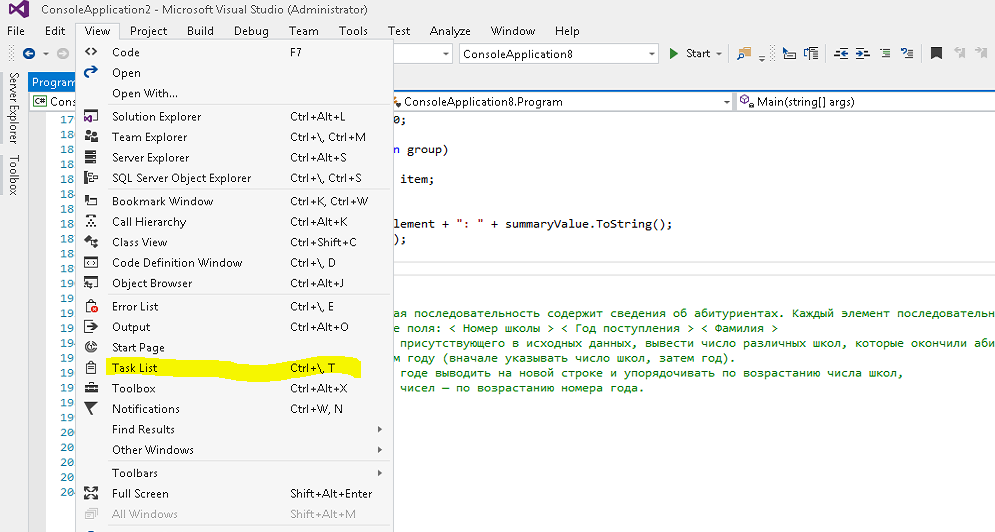 ConsoleApplication2 - Microsoft Visual Studio (Administrator)
File Edit View Project Build Debug Team Tools Test Analyze Window Help
ConsoleApplication8 Start
Code F7
Open
Open With...
Solution Explorer Ctrl+Alt+L
Team Explorer Ctrl+\, Ctrl+M
Server Explorer Ctrl+Alt+S
SQL Server Object Explorer Ctrl+\, Ctrl+S
Bookmark Window Ctrl+K, Ctrl+W
Call Hierarchy Ctrl+Alt+K
Class View Ctrl+Shift+C
Code Definition Window Ctrl+\, D
Object Browser Ctrl+Alt+J
Error List Ctrl+\, E
Output Ctrl+Alt+O
Start Page
Task List Ctrl+\, T
Toolbox Ctrl+Alt+X
Notifications Ctrl+W, N
Find Results
Other Windows
Toolbars
Full Screen Shift+Alt+Enter
All Windows Shift+Alt+M
Server Explorer
Toolbox
Program
C# Cons
ConsoleApplication8.Program
Main(string[] args)
0;
n group)
item;
lement + ": " + summaryValue.ToString();
);
ая последовательность содержит сведения об абитуриентах. Каждый элемент последовательн
е поля: < Номер школы > < Год поступления > < Фамилия >
присутствующего в исходных данных, вывести число различных школ, которые окончили аби
м году (вначале указывать число школ, затем год).
годе выводить на новой строке и упорядочивать по возрастанию числа школ,
чисел — по возрастанию номера года.